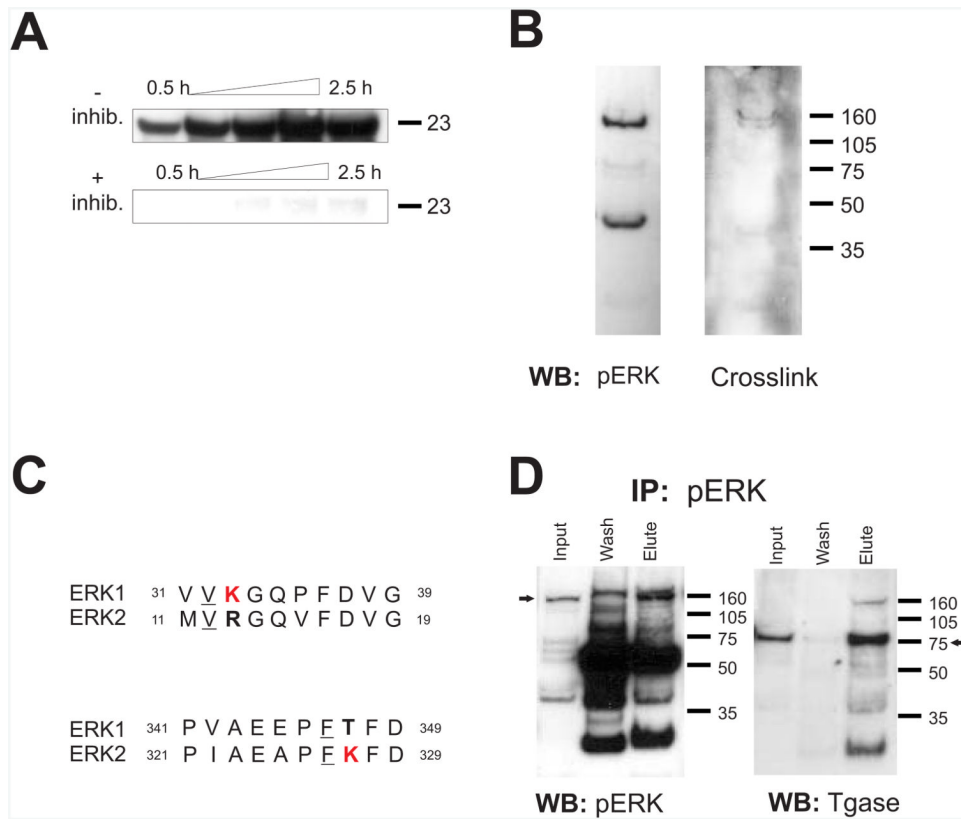 A
0.5 h 2.5 h
-
inhib.
23
0.5 h 2.5 h
+
inhib.
23
B
160
105
75
50
35
WB: pERK Crosslink
C
ERK1 31 V V K G Q P F D V G 39
ERK2 11 M V R G Q V F D V G 19
ERK1 341 P V A E E P F T F D 349
ERK2 321 P I A E A P F K F D 329
D
IP: pERK
Input Wash Elute
160
105
75
50
35
WB: pERK
Input Wash Elute
160
105
75
50
35
WB: Tgase